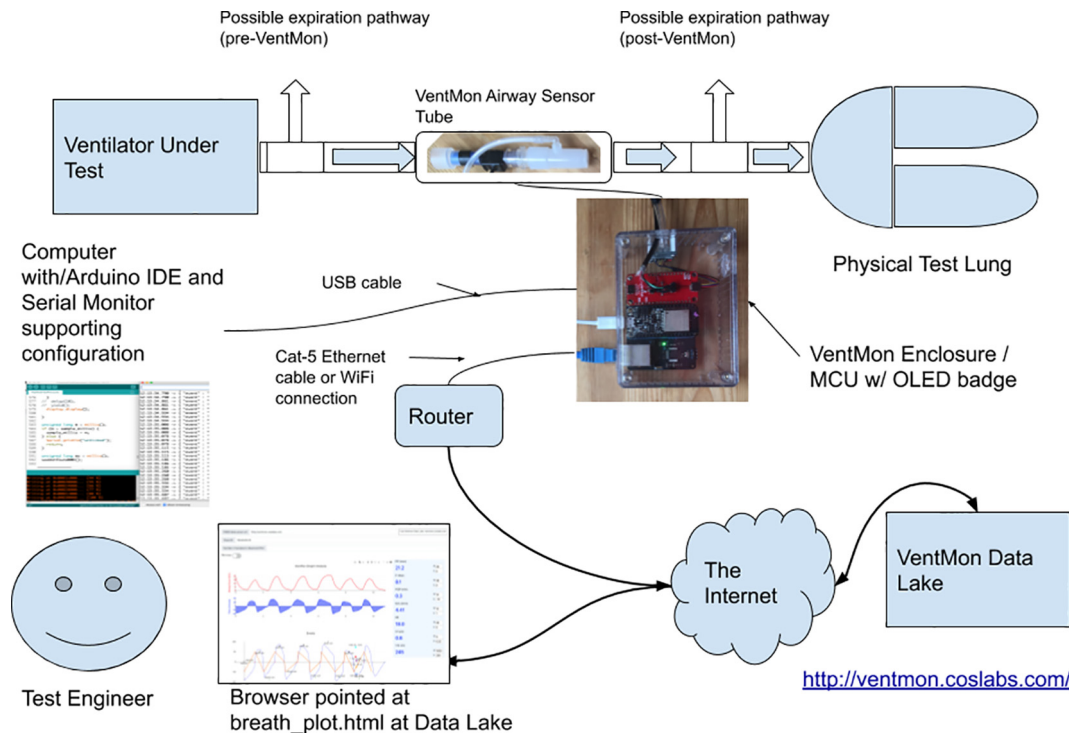 Possible expiration pathway
(pre-VentMon)
Possible expiration pathway
(post-VentMon)
VentMon Airway Sensor
Tube
Ventilator Under
Test
Physical Test Lung
Computer
with/Arduino IDE and
Serial Monitor
supporting
configuration
USB cable
Cat-5 Ethernet
cable or WiFi
connection
VentMon Enclosure /
MCU w/ OLED badge
Router
The
Internet
VentMon Data
Lake
http://ventmon.coslabs.com/
Test Engineer
Browser pointed at
breath_plot.html at Data Lake